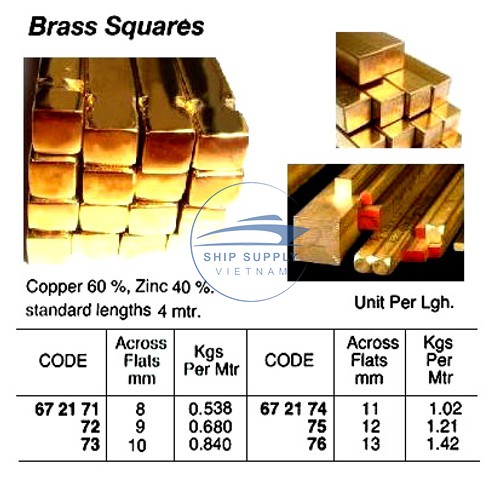 Brass Squares
SHIP SUPPLY
VIETNAM
Copper 60 %, Zinc 40 %.
standard lengths 4 mtr.
Unit Per Lgh.
CODE Across Flats mm Kgs Per Mtr CODE Across Flats mm Kgs Per Mtr
67 21 71 8 0.538 67 21 74 11 1.02
72 9 0.680 75 12 1.21
73 10 0.840 76 13 1.42